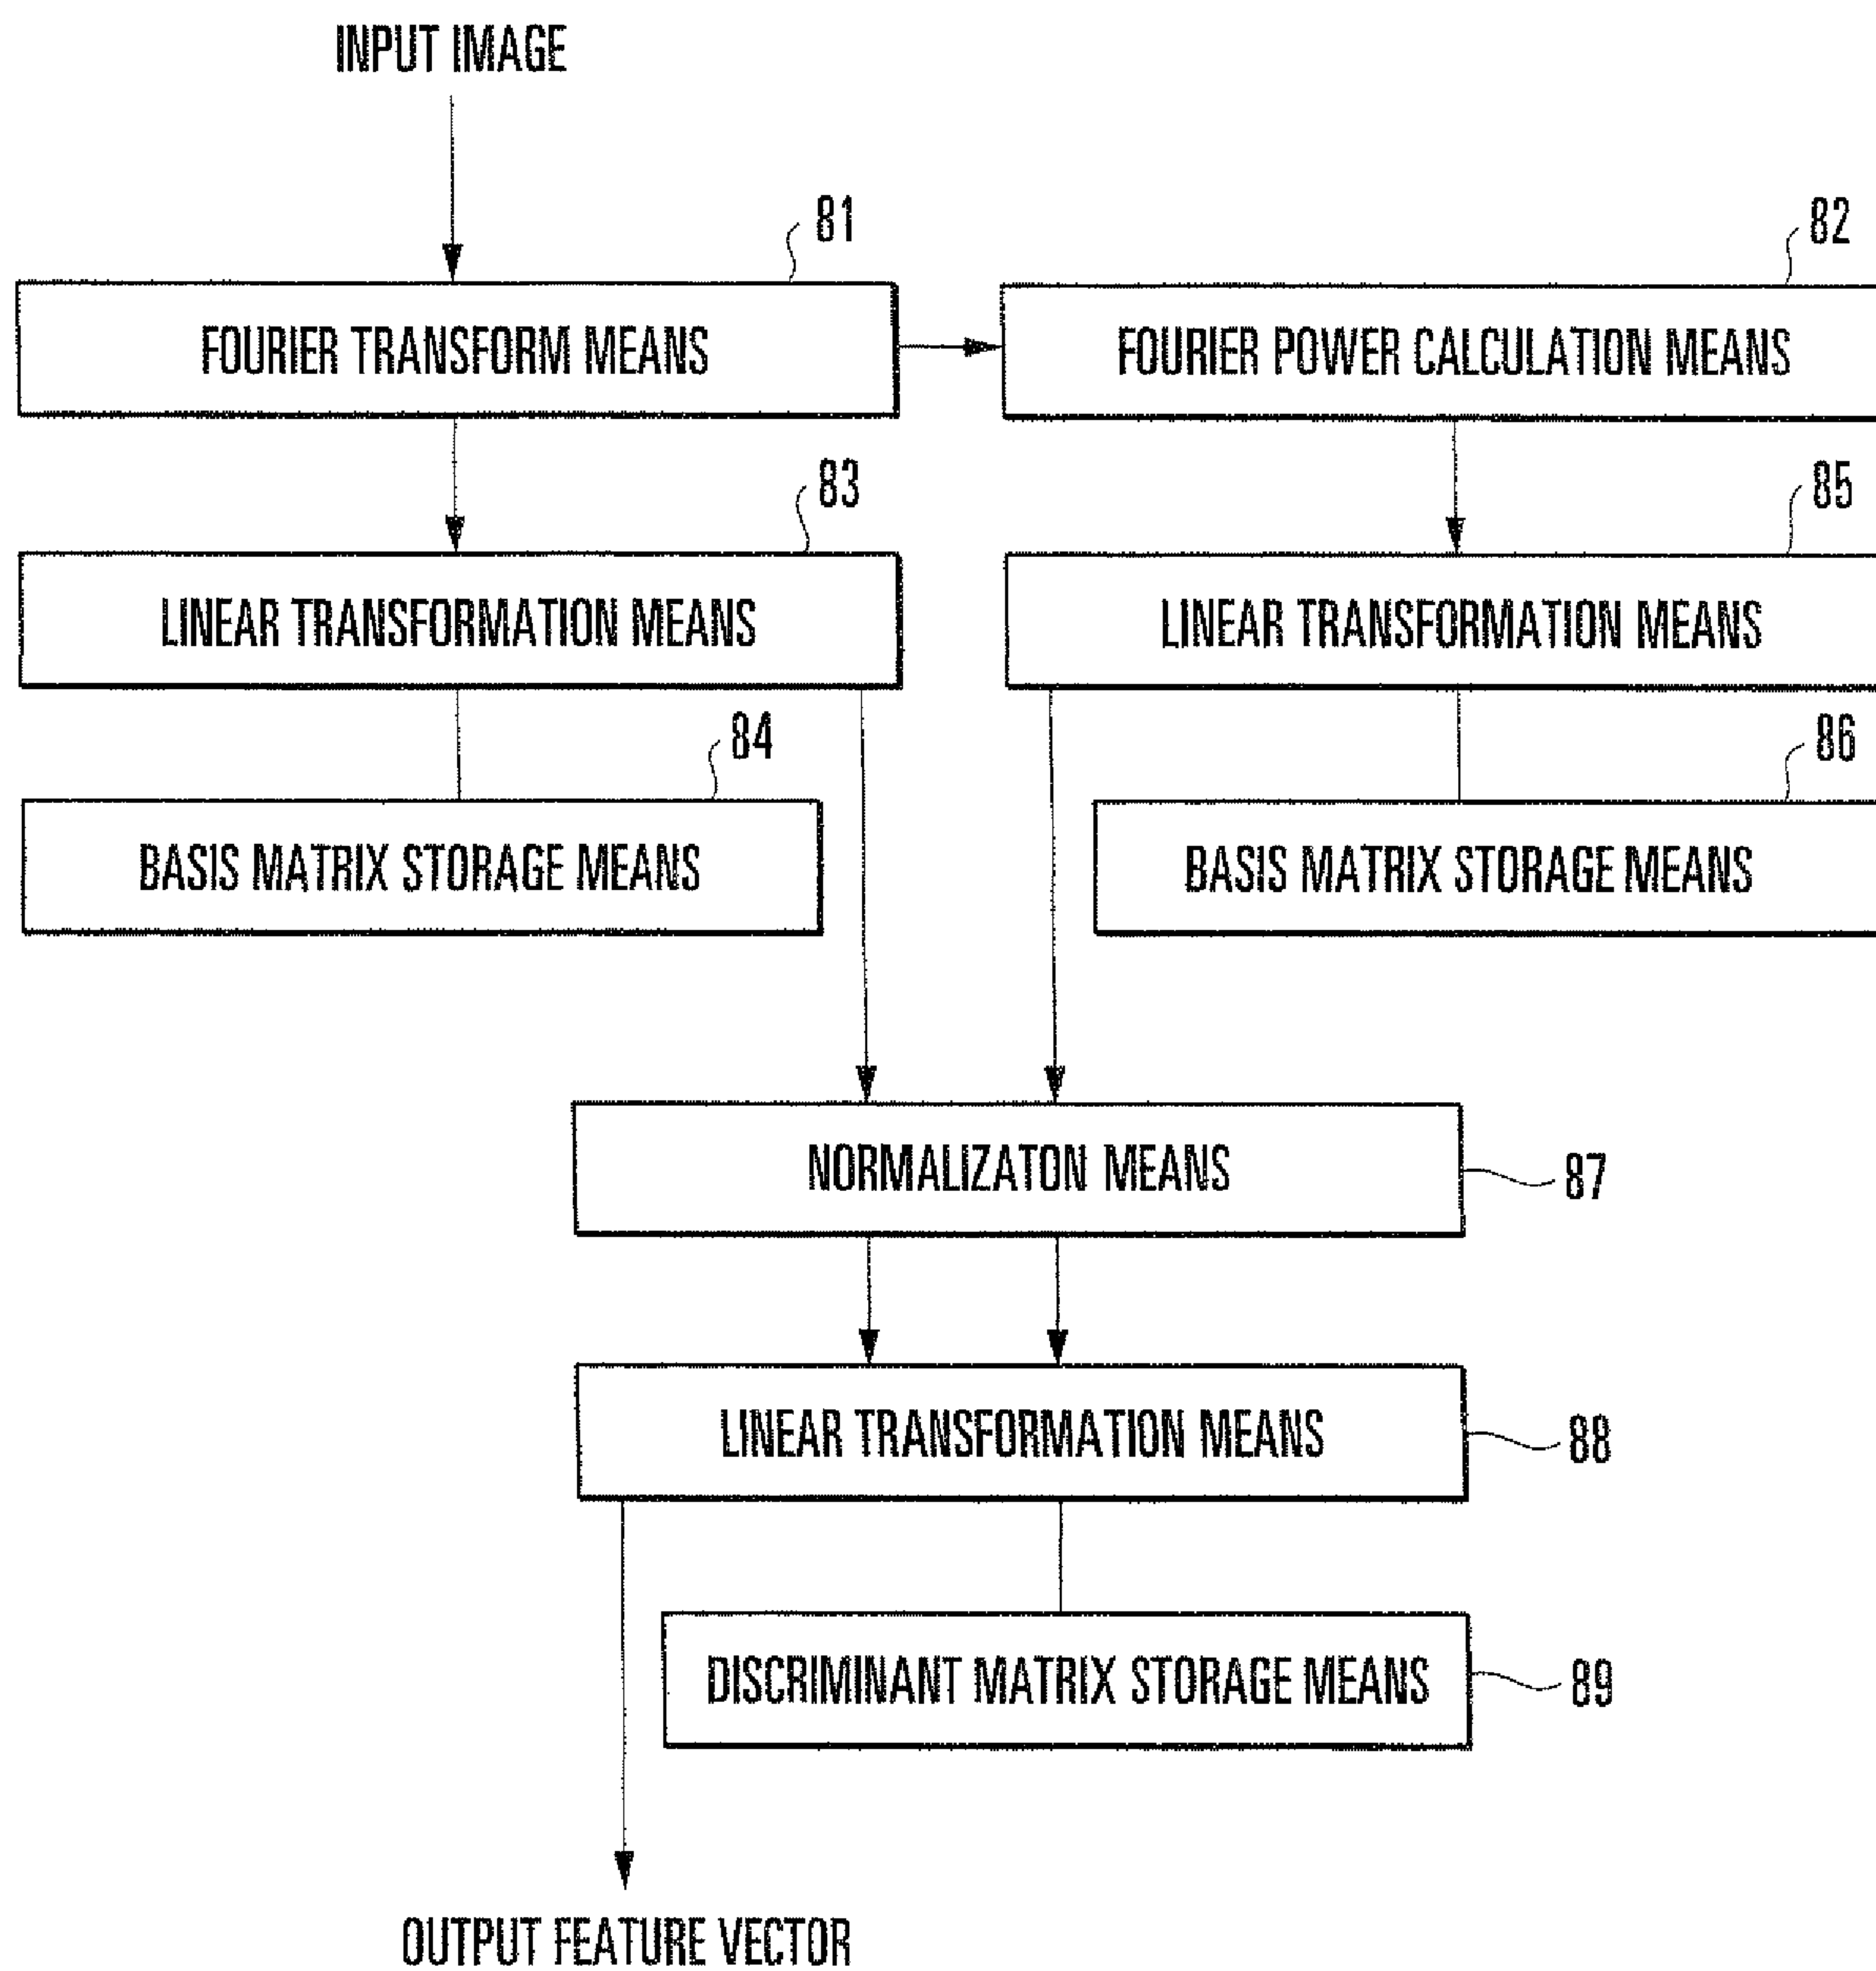 INPUT IMAGE
81
82
FOURIER TRANSFORM MEANS
FOURIER POWER CALCULATION MEANS
83
85
LINEAR TRANSFORMATION MEANS
LINEAR TRANSFORMATION MEANS
84
86
BASIS MATRIX STORAGE MEANS
BASIS MATRIX STORAGE MEANS
NORMALIZATON MEANS
87
LINEAR TRANSFORMATION MEANS
88
DISCRIMINANT MATRIX STORAGE MEANS
89
OUTPUT FEATURE VECTOR